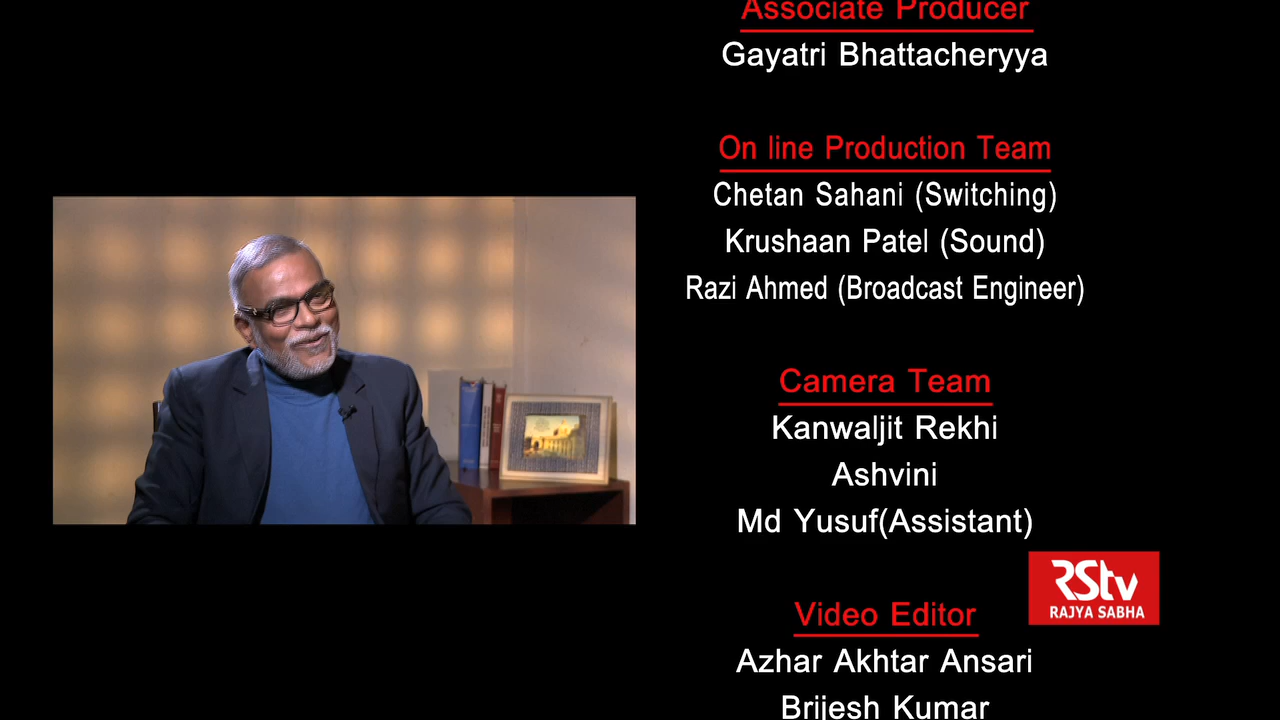 Associate Producer
Gayatri Bhattacheryya
On line Production Team
Chetan Sahani (Switching)
Krushaan Patel (Sound)
Razi Ahmed (Broadcast Engineer)
Camera Team
Kanwaljit Rekhi
Ashvini
Md Yusuf(Assistant)
RStv
RAJYA SABHA
Video Editor
Azhar Akhtar Ansari
Brijesh Kumar